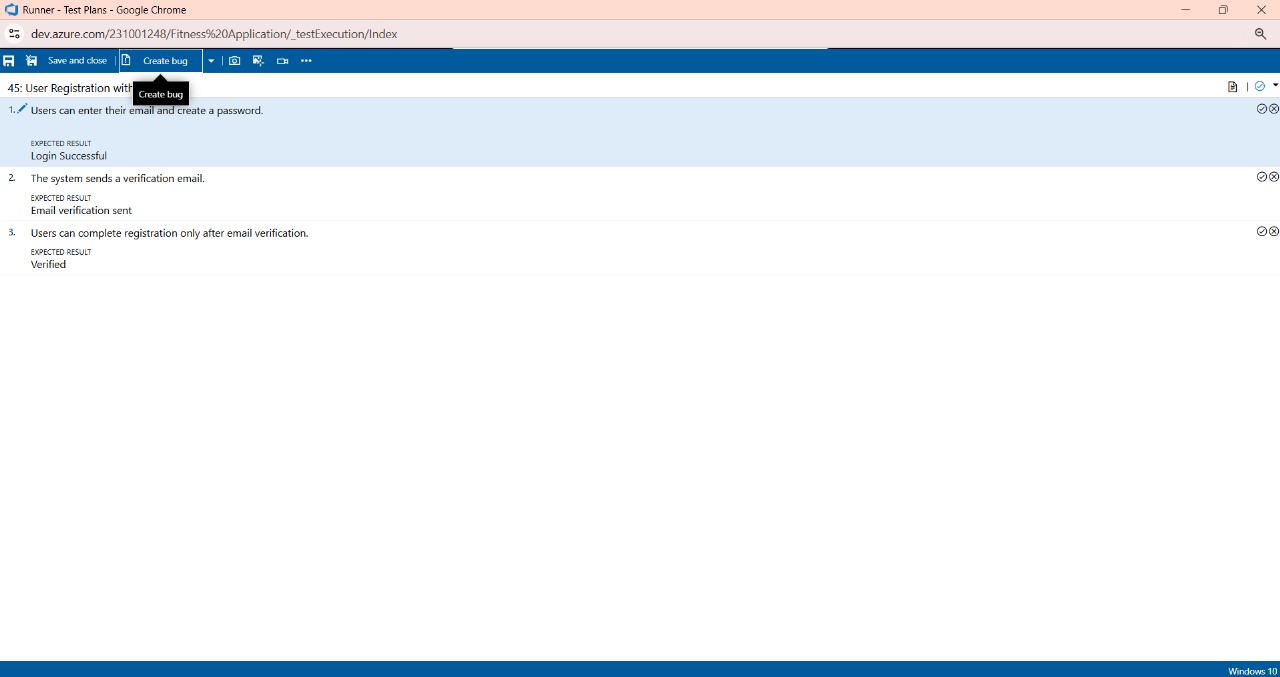 Runner - Test Plans - Google Chrome
dev.azure.com/231001248/Fitness%20Application/_testExecution/Index
Save and close
Create bug
45: User Registration with
Create bug
1. Users can enter their email and create a password.
EXPECTED RESULT
Login Successful
2. The system sends a verification email.
EXPECTED RESULT
Email verification sent
3. Users can complete registration only after email verification.
EXPECTED RESULT
Verified
Windows 10